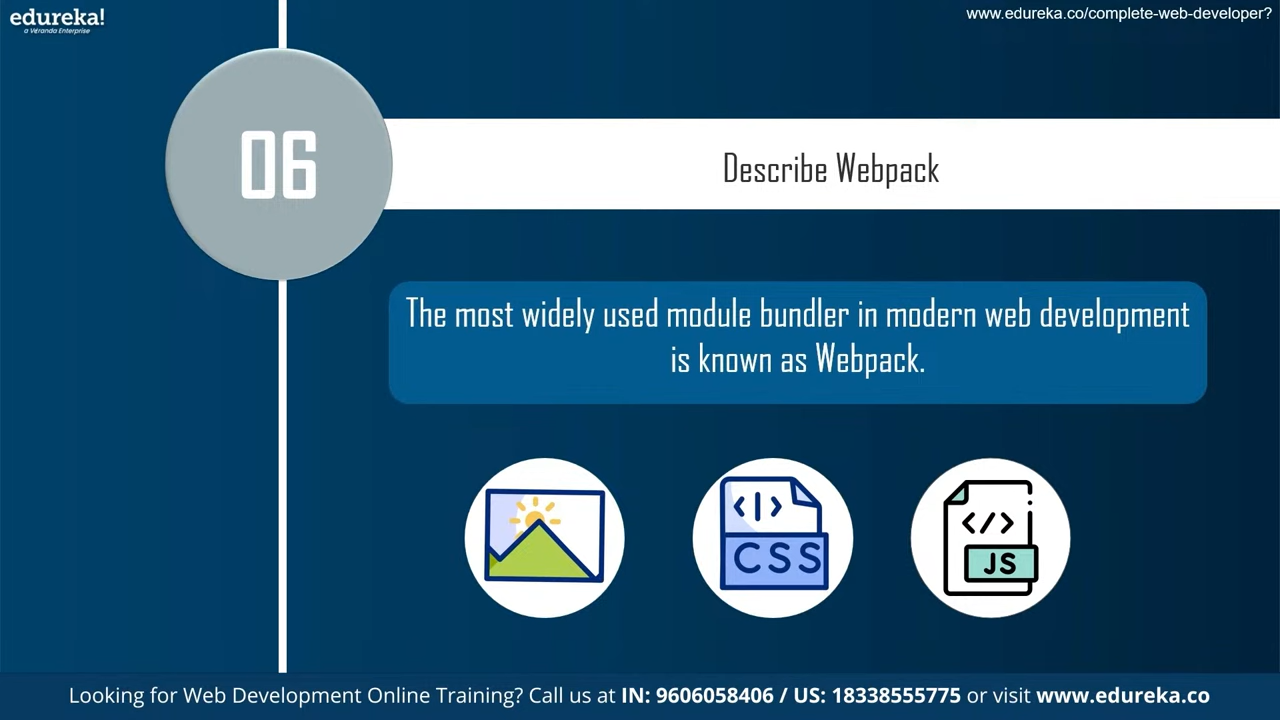 edureka!
a Veranda Enterprise
www.edureka.co/complete-web-developer?
06
Describe Webpack
The most widely used module bundler in modern web development
is known as Webpack.
< | >
CSS
</>
JS
Looking for Web Development Online Training? Call us at IN: 9606058406 / US: 18338555775 or visit www.edureka.co